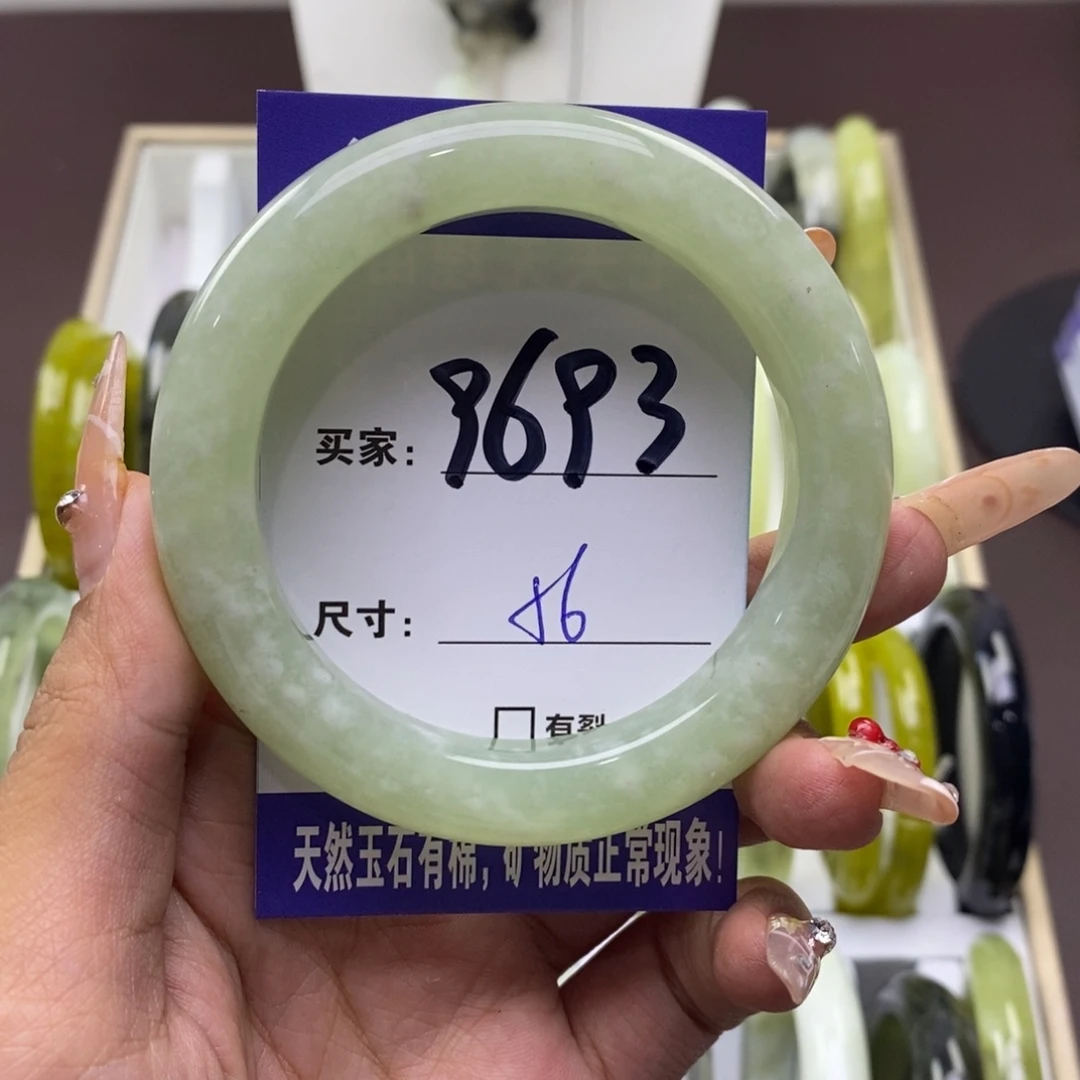 买家: 9693
尺寸: 56
有裂
天然玉石有棉, 矿物质正常现象!